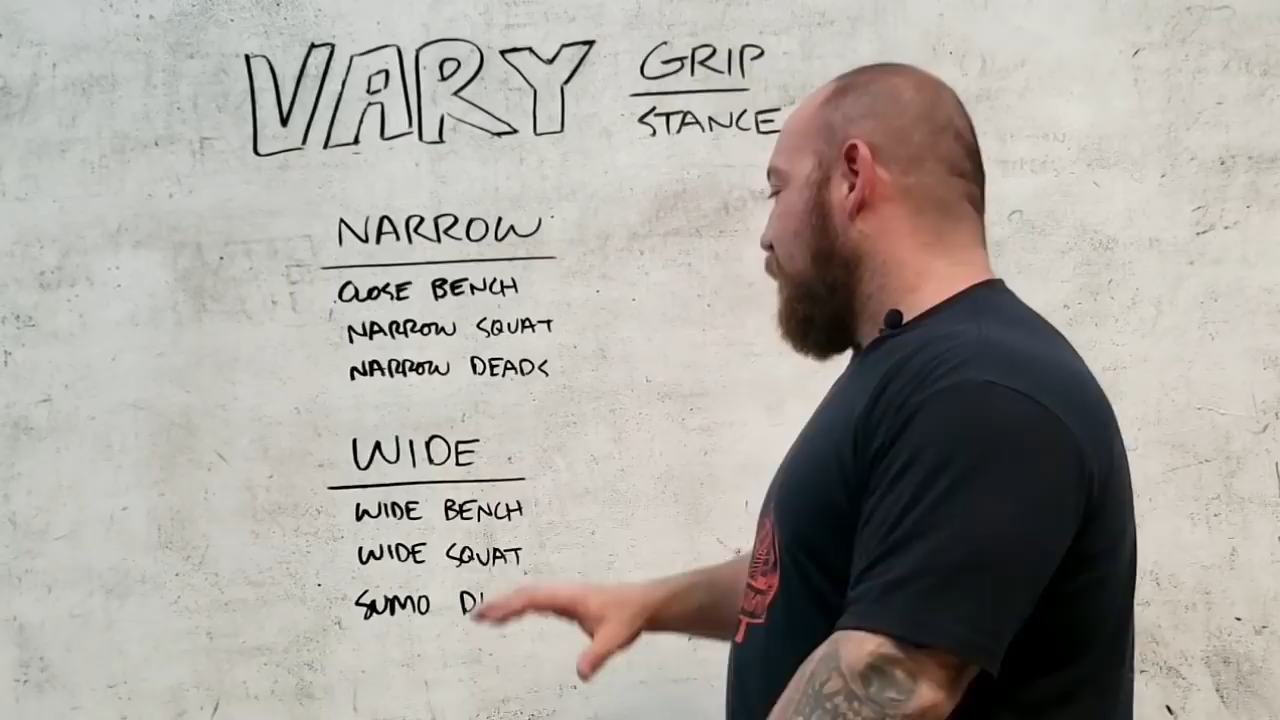 VARY GRIP
STANCE
NARROW
CLOSE BENCH
NARROW SQUAT
NARROW DEADS
WIDE
WIDE BENCH
WIDE SQUAT
SUMO